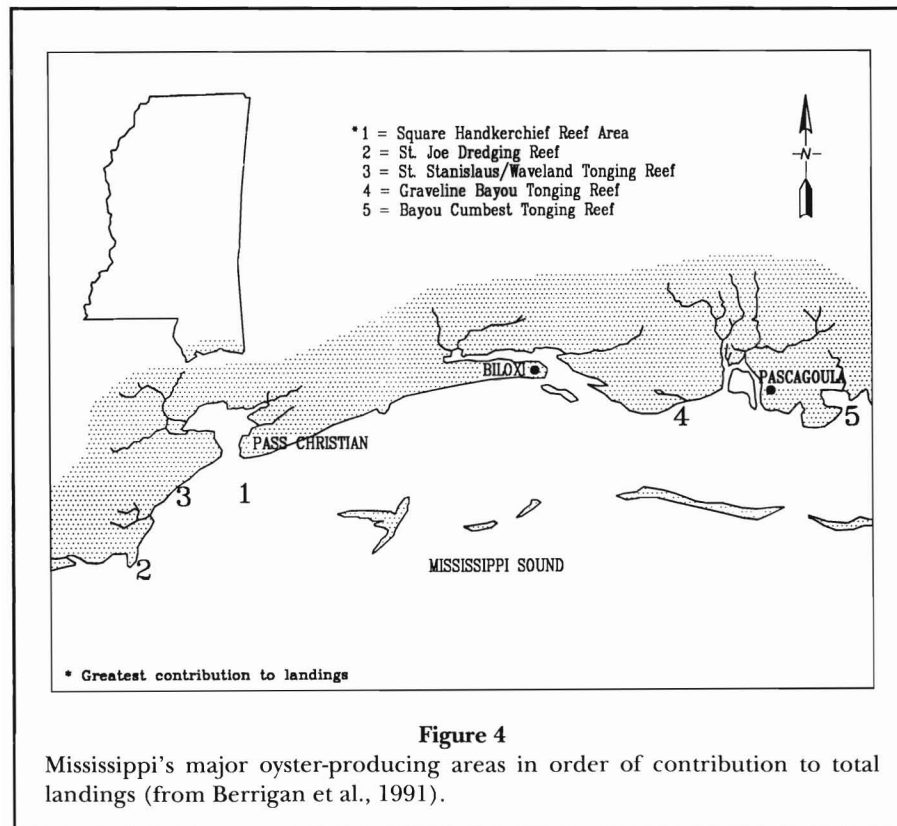 *1 = Square Handkerchief Reef Area
2 = St. Joe Dredging Reef
3 = St. Stanislaus/Waveland Tonging Reef
4 = Graveline Bayou Tonging Reef
5 = Bayou Cumbest Tonging Reef
-N-
BILOXI
PASCAGOULA
4
5
PASS CHRISTIAN
3
1
2
MISSISSIPPI SOUND
* Greatest contribution to landings
Figure 4
Mississippi's major oyster-producing areas in order of contribution to total
landings (from Berrigan et al., 1991).